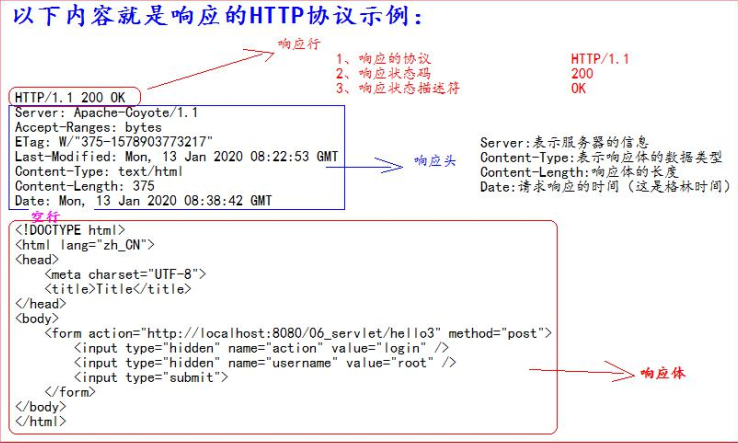 以下内容就是响应的HTTP协议示例：
响应行
1、响应的协议 HTTP/1.1
2、响应状态码 200
3、响应状态描述符 OK
HTTP/1.1 200 OK
Server: Apache-Coyote/1.1
Accept-Ranges: bytes
ETag: W/"375-1578903773217"
Last-Modified: Mon, 13 Jan 2020 08:22:53 GMT
Content-Type: text/html
Content-Length: 375
Date: Mon, 13 Jan 2020 08:38:42 GMT
响应头
Server:表示服务器的信息
Content-Type:表示响应体的数据类型
Content-Length:响应体的长度
Date:请求响应的时间（这是格林时间）
空行
<!DOCTYPE html>
<html lang="zh_CN">
<head>
    <meta charset="UTF-8">
    <title>Title</title>
</head>
<body>
    <form action="http://localhost:8080/06_servlet/hello3" method="post">
        <input type="hidden" name="action" value="login" />
        <input type="hidden" name="username" value="root" />
        <input type="submit">
    </form>
</body>
</html>
响应体